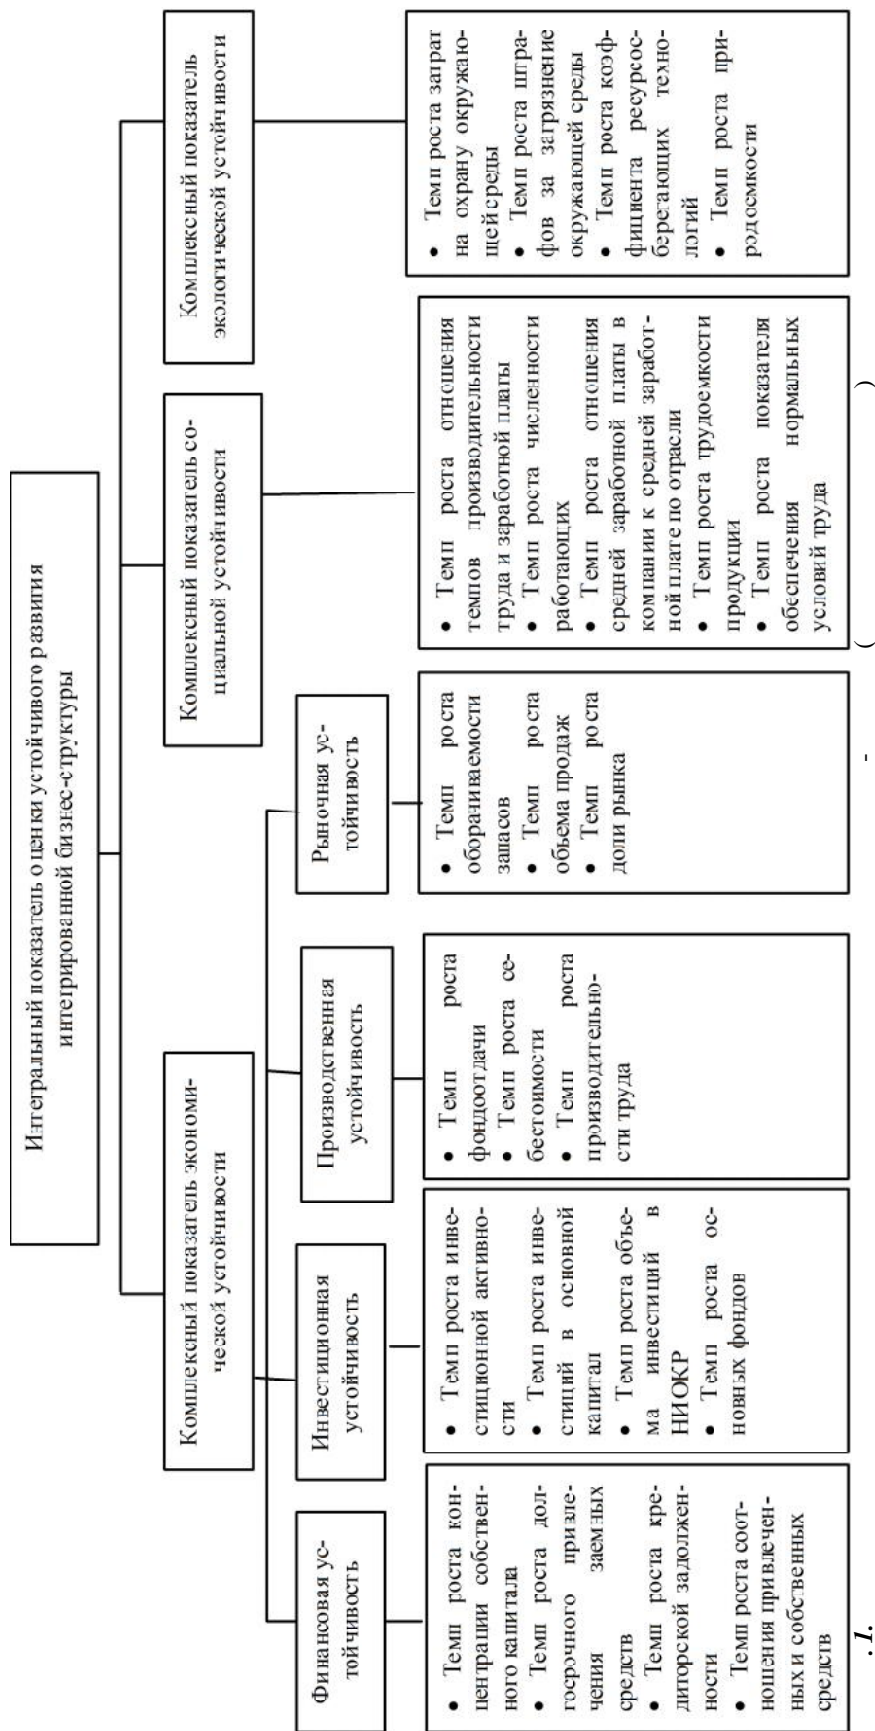 Интегральный показатель оценки устойчивого развития
интегрированной бизнес-структуры
Комплексный показатель экономи-
ческой устойчивости
Комплексный показатель со-
циальной устойчивости
Комплексный показатель
экологической устойчивости
Финансовая ус-
тойчивость
Инвестиционная
устойчивость
Производственная
устойчивость
Рыночная ус-
тойчивость
• Темп роста кон-
центрации собствен-
ного капитала
• Темп роста дол-
госрочного привле-
чения заемных
средств
• Темп роста кре-
диторской задолжен-
ности
• Темп роста соот-
ношения привлечен-
ных и собственных
средств
• Темп роста инве-
стиционной активно-
сти
• Темп роста инве-
стиций в основной
капитал
• Темп роста объе-
ма инвестиций в
НИОКР
• Темп роста ос-
новных фондов
• Темп роста
фондоотдачи
• Темп роста се-
бестоимости
• Темп роста
производительно-
сти труда
• Темп роста
оборачиваемости
запасов
• Темп роста
объема продаж
• Темп роста
доли рынка
• Темп роста отношения
темпов производительности
труда и заработной платы
• Темп роста численности
работающих
• Темп роста отношения
средней заработной платы в
компании к средней заработ-
ной плате по отрасли
• Темп роста трудоемкости
продукции
• Темп роста показателя
обеспечения нормальных
условий труда
• Темп роста затрат
на охрану окружаю-
щей среды
• Темп роста штра-
фов за загрязнение
окружающей среды
• Темп роста коэф-
фициента ресурсос-
берегающих техно-
логий
• Темп роста при-
родоемкости
. 1. - ( )